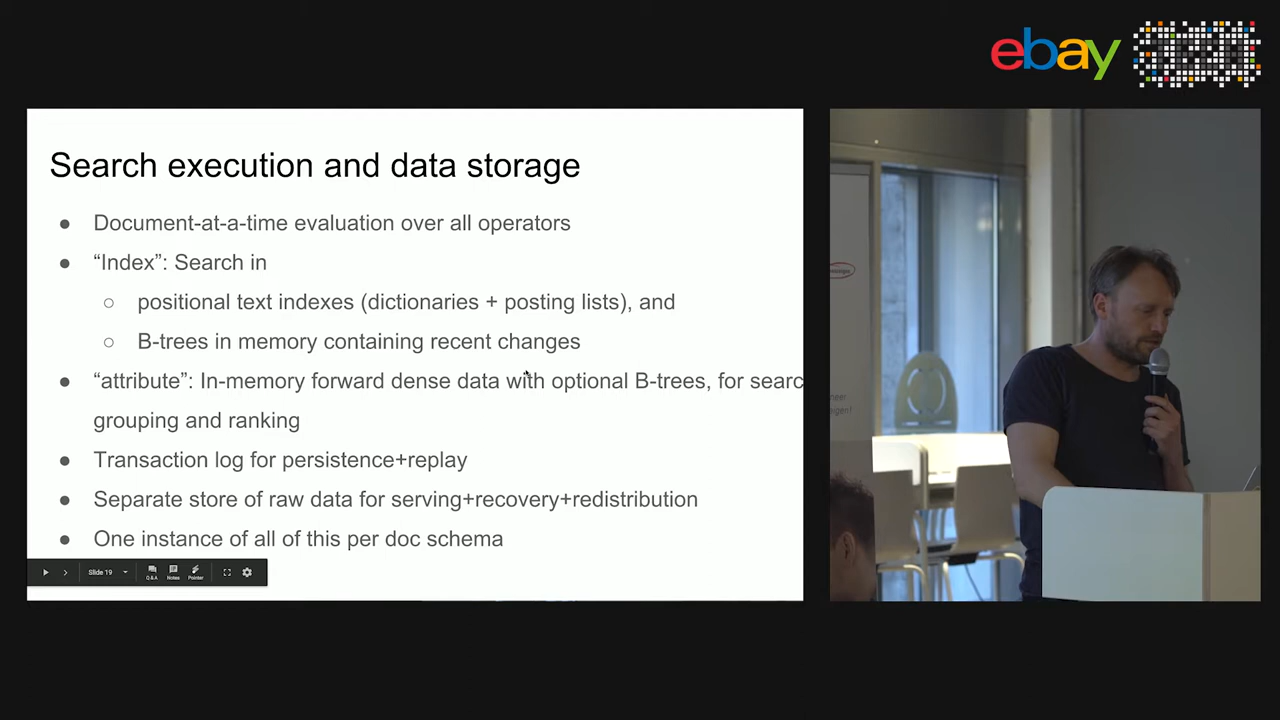 ebay
Search execution and data storage
● Document-at-a-time evaluation over all operators
● “Index”: Search in
○ positional text indexes (dictionaries + posting lists), and
○ B-trees in memory containing recent changes
● “attribute”: In-memory forward dense data with optional B-trees, for searc
grouping and ranking
● Transaction log for persistence+replay
● Separate store of raw data for serving+recovery+redistribution
● One instance of all of this per doc schema
Slide 19
Q&A Notes Pointer